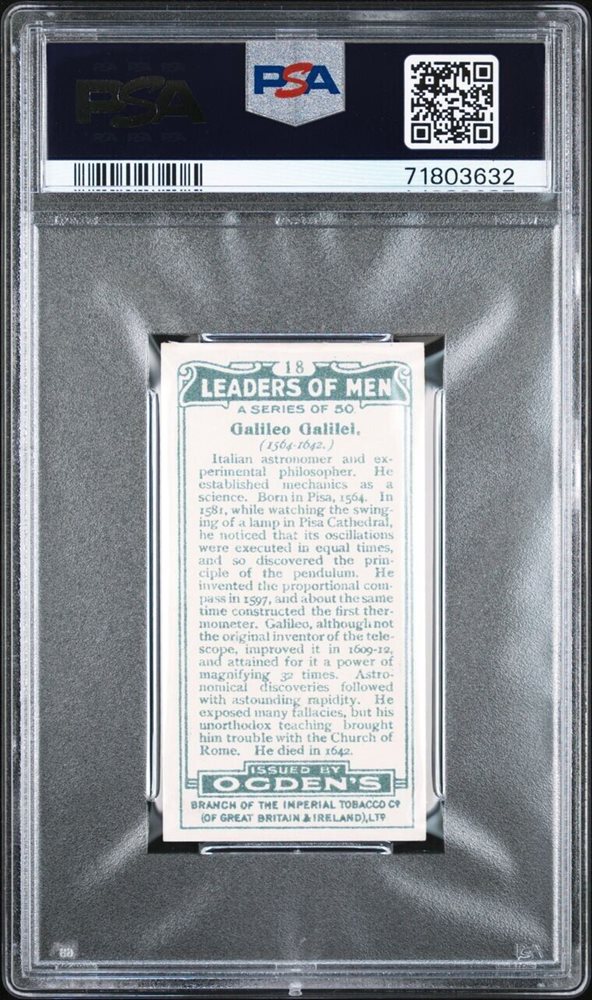 PSA
PSA
71803632
18
LEADERS OF MEN
A SERIES OF 50
Galileo Galilei.
(1564-1642.)
Italian astronomer and ex-
perimental philosopher. He
established mechanics as a
science. Born in Pisa, 1564. In
1581, while watching the swing-
ing of a lamp in Pisa Cathedral,
he noticed that its oscillations
were executed in equal times,
and so discovered the prin-
ciple of the pendulum. He
invented the proportional com-
pass in 1597, and about the same
time constructed the first ther-
mometer. Galileo, although not
the original inventor of the tele-
scope, improved it in 1609-12,
and attained for it a power of
magnifying 32 times. Astro-
nomical discoveries followed
with astounding rapidity. He
exposed many fallacies, but his
unorthodox teaching brought
him trouble with the Church of
Rome. He died in 1642.
ISSUED BY
OGDEN'S
BRANCH OF THE IMPERIAL TOBACCO Co
(OF GREAT BRITAIN & IRELAND), LTD